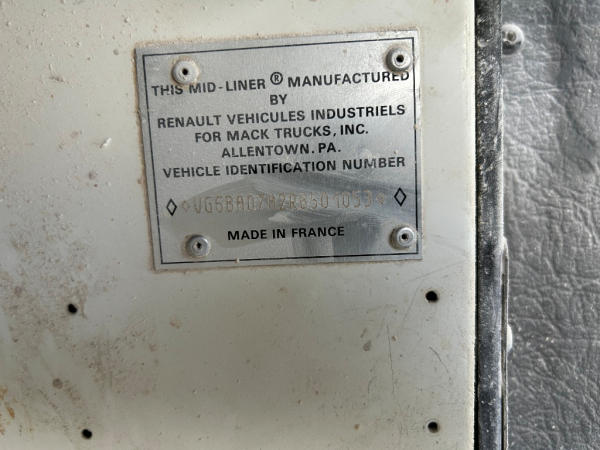 THIS MID-LINER ® MANUFACTURED
BY
RENAULT VEHICULES INDUSTRIELS
FOR MACK TRUCKS, INC.
ALLENTOWN. PA.
VEHICLE IDENTIFICATION NUMBER
MADE IN FRANCE